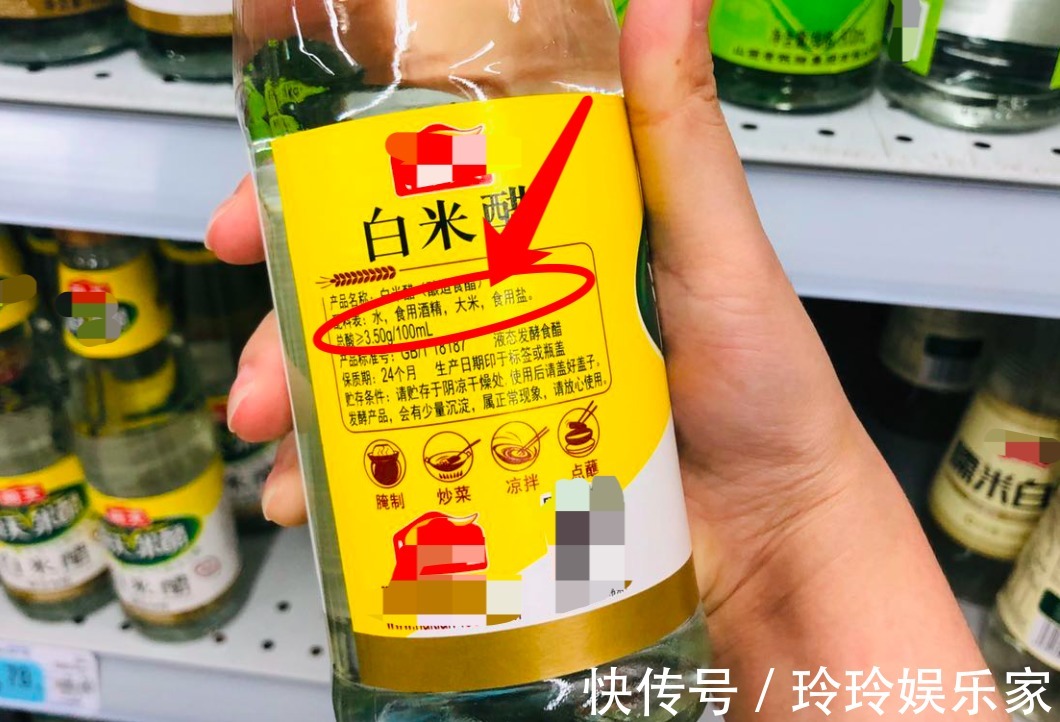 白米醋
产品名称：白米醋（酿造食醋）
配料表：水，食用酒精，大米，食用盐。
总酸≥3.50g/100mL
产品标准号：GB/T 18187 液态发酵食醋
保质期：24个月 生产日期印于标签或瓶盖
贮存条件：请贮存于阴凉干燥处，使用后请盖好盖子。
发酵产品，会有少量沉淀，属正常现象，请放心使用。
腌制 炒菜 凉拌 点蘸
白米醋
白米醋
糯米白
快传号 / 玲玲娱乐家